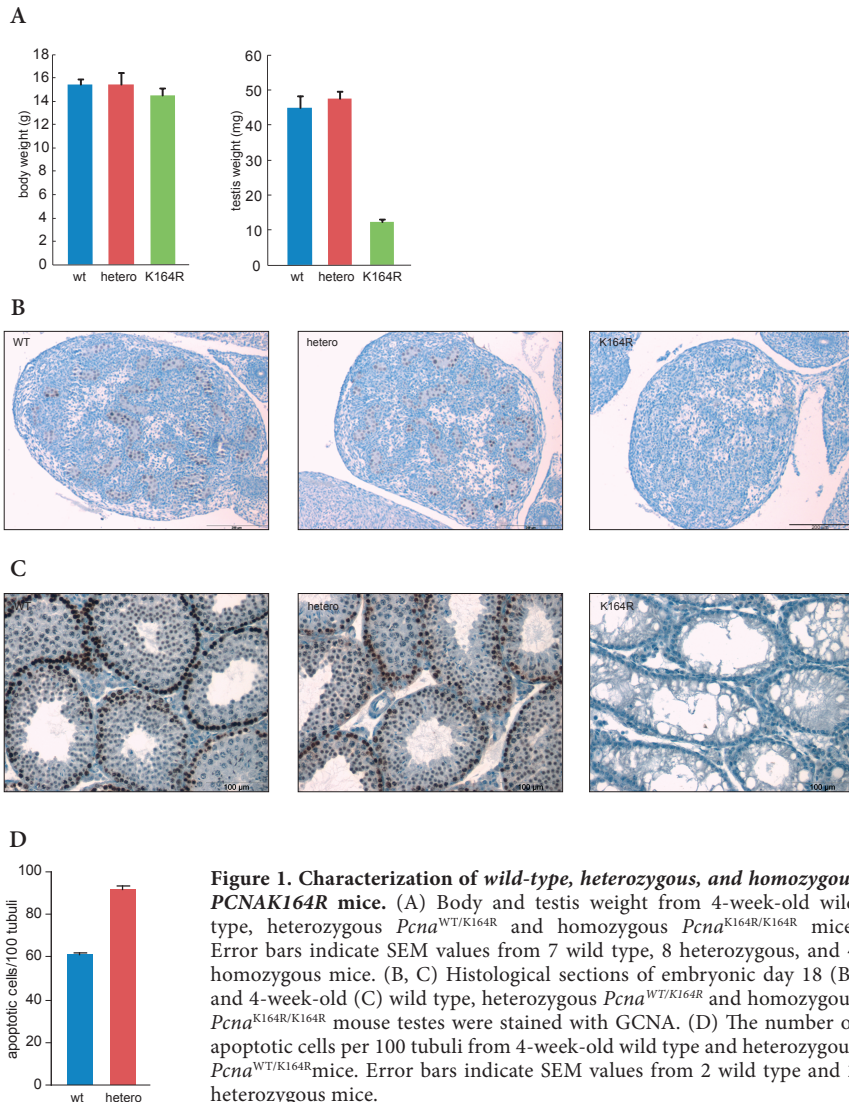 A
18
16
14
12
10
8
6
4
2
0
body weight (g)
wt hetero K164R
60
50
40
30
20
10
0
testis weight (mg)
wt hetero K164R
B
WT
hetero
K164R
C
WT
hetero
K164R
100 µm
100 µm
100 µm
D
100
80
60
40
20
0
apoptotic cells/100 tubuli
wt hetero
Figure 1. Characterization of wild-type, heterozygous, and homozygou
PCNAK164R mice. (A) Body and testis weight from 4-week-old wild
type, heterozygous Pcna^WT/K164R and homozygous Pcna^K164R/K164R mice
Error bars indicate SEM values from 7 wild type, 8 heterozygous, and
homozygous mice. (B, C) Histological sections of embryonic day 18 (B
and 4-week-old (C) wild type, heterozygous Pcna^WT/K164R and homozygou
Pcna^K164R/K164R mouse testes were stained with GCNA. (D) The number o
apoptotic cells per 100 tubuli from 4-week-old wild type and heterozygou
Pcna^WT/K164R mice. Error bars indicate SEM values from 2 wild type and
heterozygous mice.